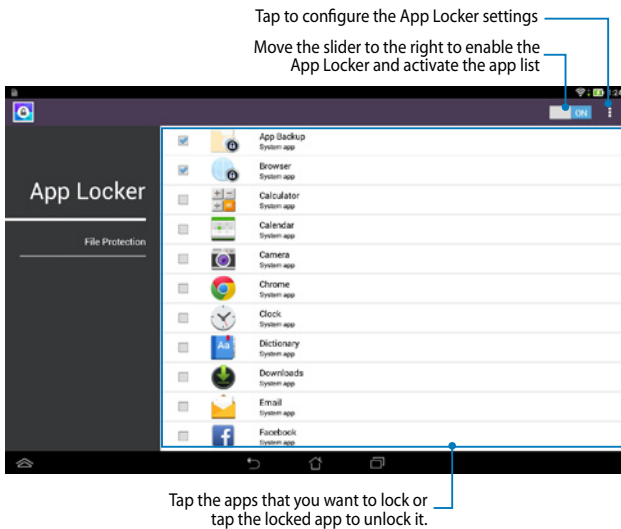 Tap to configure the App Locker settings
Move the slider to the right to enable the
App Locker and activate the app list
1:24
ON
App Locker
File Protection
App Backup
System app
Browser
System app
Calculator
System app
Calendar
System app
Camera
System app
Chrome
System app
Clock
System app
Aa
Dictionary
System app
Downloads
System app
Email
System app
f
Facebook
System app
Tap the apps that you want to lock or
tap the locked app to unlock it.